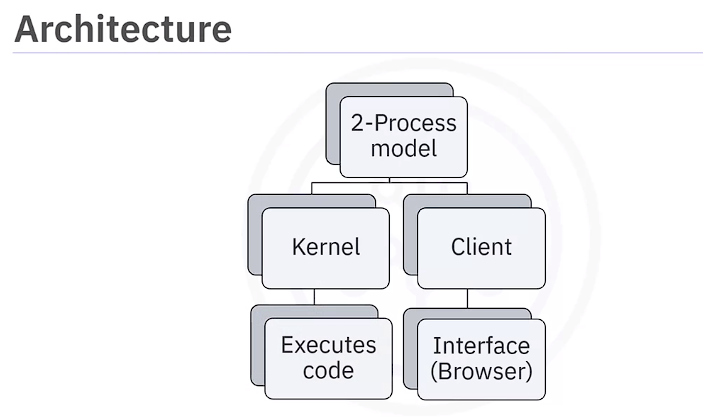 Architecture
2-Process
model
Kernel
Client
Executes
code
Interface
(Browser)